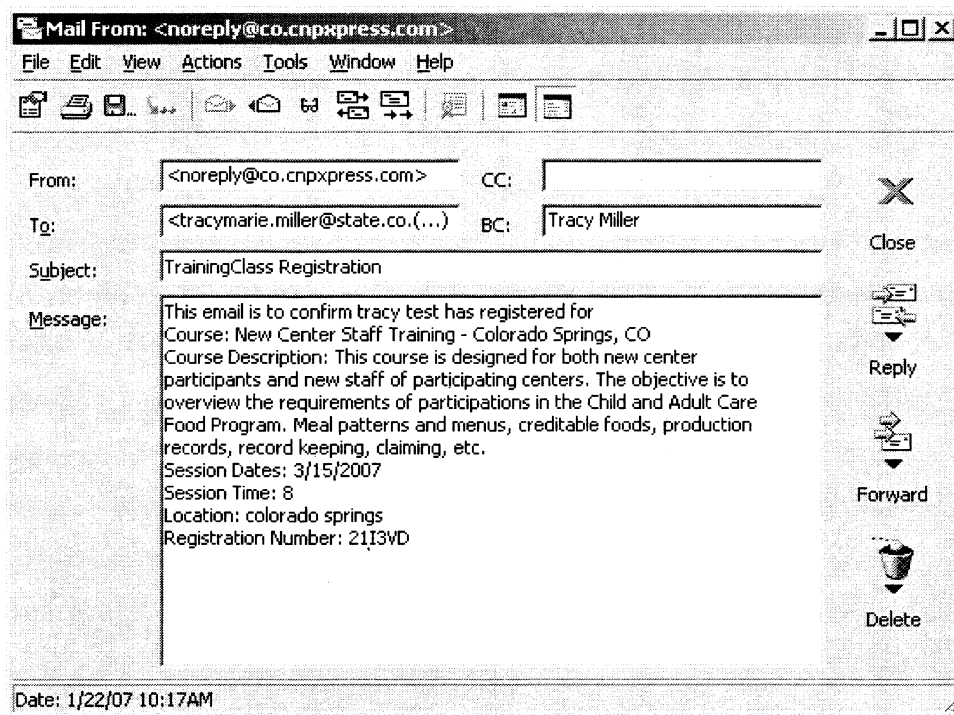 Mail From: <noreply@co.cnpxpress.com>
File Edit View Actions Tools Window Help
From: <noreply@co.cnpxpress.com> CC:
To: <tracymarie.miller@state.co.(...) BC: Tracy Miller
Close
Subject: TrainingClass Registration
Message: This email is to confirm tracy test has registered for
Course: New Center Staff Training - Colorado Springs, CO
Course Description: This course is designed for both new center
participants and new staff of participating centers. The objective is to
overview the requirements of participations in the Child and Adult Care
Food Program. Meal patterns and menus, creditable foods, production
records, record keeping, claiming, etc.
Session Dates: 3/15/2007
Session Time: 8
Location: colorado springs
Registration Number: 21I3VD
Reply
Forward
Delete
Date: 1/22/07 10:17AM